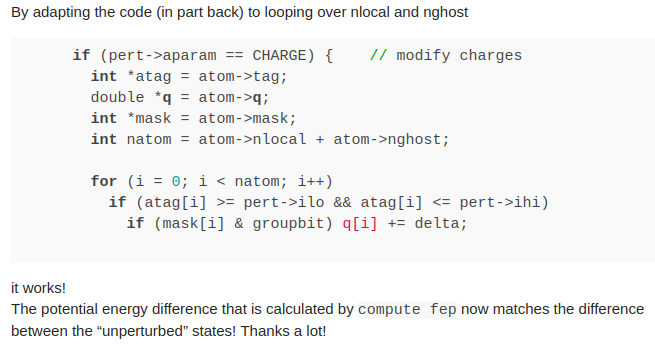 By adapting the code (in part back) to looping over nlocal and nghost
if (pert->aparam == CHARGE) {    // modify charges
  int *atag = atom->tag;
  double *q = atom->q;
  int *mask = atom->mask;
  int natom = atom->nlocal + atom->nghost;

  for (i = 0; i < natom; i++)
    if (atag[i] >= pert->ilo && atag[i] <= pert->ihi)
      if (mask[i] & groupbit) q[i] += delta;
it works!
The potential energy difference that is calculated by compute fep now matches the difference
between the “unperturbed” states! Thanks a lot!